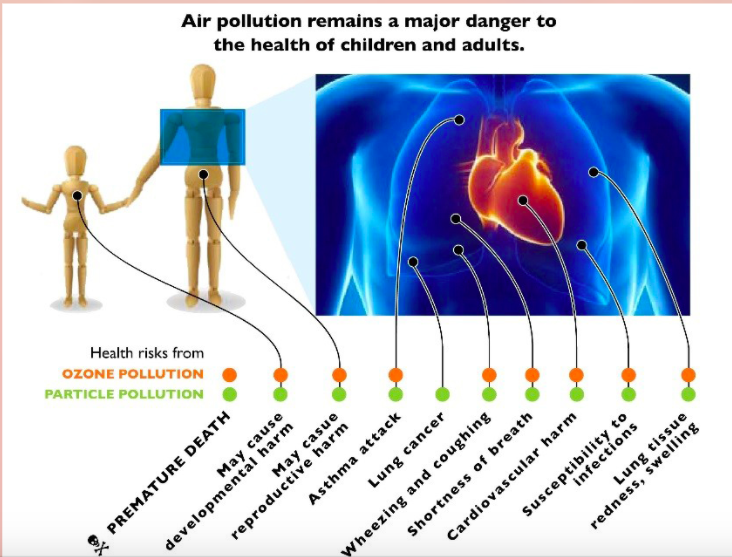 Air pollution remains a major danger to
the health of children and adults.
Health risks from
OZONE POLLUTION
PARTICLE POLLUTION
PREMATURE DEATH
May cause
developmental harm
May casue
reproductive harm
Asthma attack
Lung cancer
Wheezing and coughing
Shortness of breath
Cardiovascular harm
Susceptibility to
infections
Lung tissue
redness, swelling